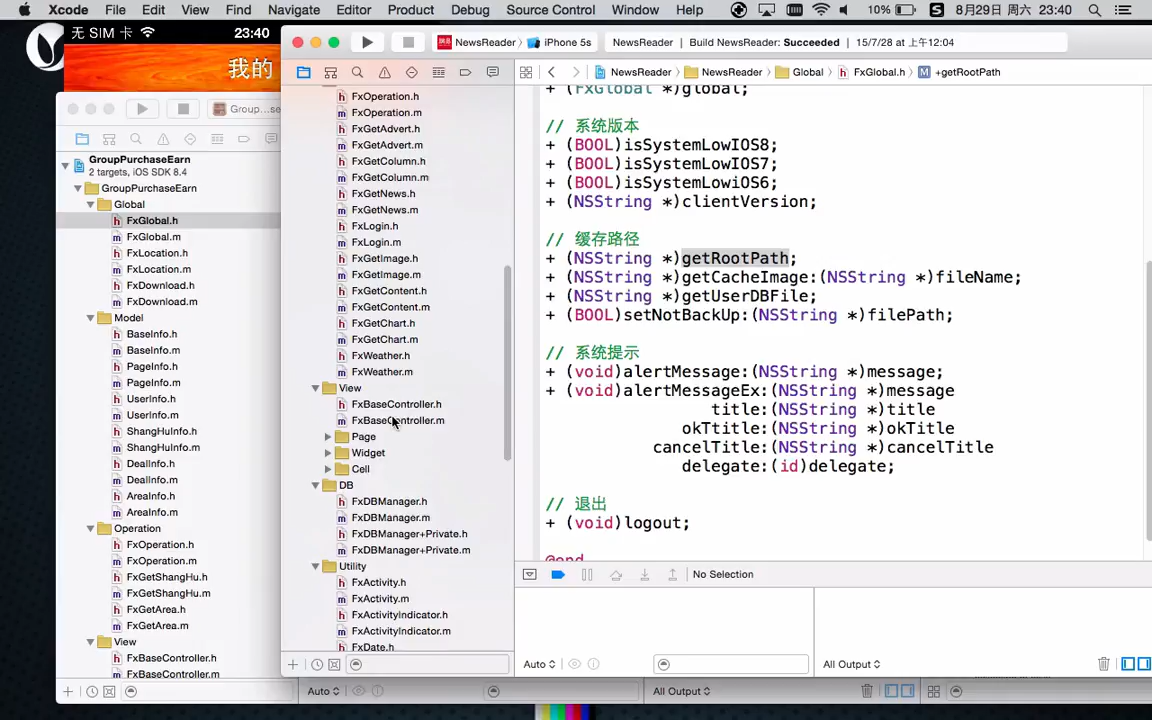 Xcode File Edit View Find Navigate Editor Product Debug Source Control Window Help 10% 8月29日 周六 23:40
无 SIM 卡 23:40
我的
NewsReader iPhone 5s NewsReader Build NewsReader: Succeeded 15/7/28 at 上午12:04
NewsReader NewsReader Global FxGlobal.h +getRootPath
Group...se
GroupPurchaseEarn
2 targets, iOS SDK 8.4
GroupPurchaseEarn
Global
FxGlobal.h
FxGlobal.m
FxLocation.h
FxLocation.m
FxDownload.h
FxDownload.m
Model
BaseInfo.h
BaseInfo.m
PageInfo.h
PageInfo.m
UserInfo.h
UserInfo.m
ShangHuInfo.h
ShangHuInfo.m
DealInfo.h
DealInfo.m
AreaInfo.h
AreaInfo.m
Operation
FxOperation.h
FxOperation.m
FxGetShangHu.h
FxGetShangHu.m
FxGetArea.h
FxGetArea.m
View
FxBaseController.h
FxBaseController.m
FxOperation.h
FxOperation.m
FxGetAdvert.h
FxGetAdvert.m
FxGetColumn.h
FxGetColumn.m
FxGetNews.h
FxGetNews.m
FxLogin.h
FxLogin.m
FxGetImage.h
FxGetImage.m
FxGetContent.h
FxGetContent.m
FxGetChart.h
FxGetChart.m
FxWeather.h
FxWeather.m
View
FxBaseController.h
FxBaseController.m
Page
Widget
Cell
DB
FxDBManager.h
FxDBManager.m
FxDBManager+Private.h
FxDBManager+Private.m
Utility
FxActivity.h
FxActivity.m
FxActivityIndicator.h
FxActivityIndicator.m
FxDate.h
+ (FxGlobal *)global;
// 系统版本
+ (BOOL)isSystemLowIOS8;
+ (BOOL)isSystemLowIOS7;
+ (BOOL)isSystemLowiOS6;
+ (NSString *)clientVersion;
// 缓存路径
+ (NSString *)getRootPath;
+ (NSString *)getCacheImage:(NSString *)fileName;
+ (NSString *)getUserDBFile;
+ (BOOL)setNotBackUp:(NSString *)filePath;
// 系统提示
+ (void)alertMessage:(NSString *)message;
+ (void)alertMessageEx:(NSString *)message
title:(NSString *)title
okTtitle:(NSString *)okTitle
cancelTitle:(NSString *)cancelTitle
delegate:(id)delegate;
// 退出
+ (void)logout;
@end
No Selection
Auto All Output
Auto All Output